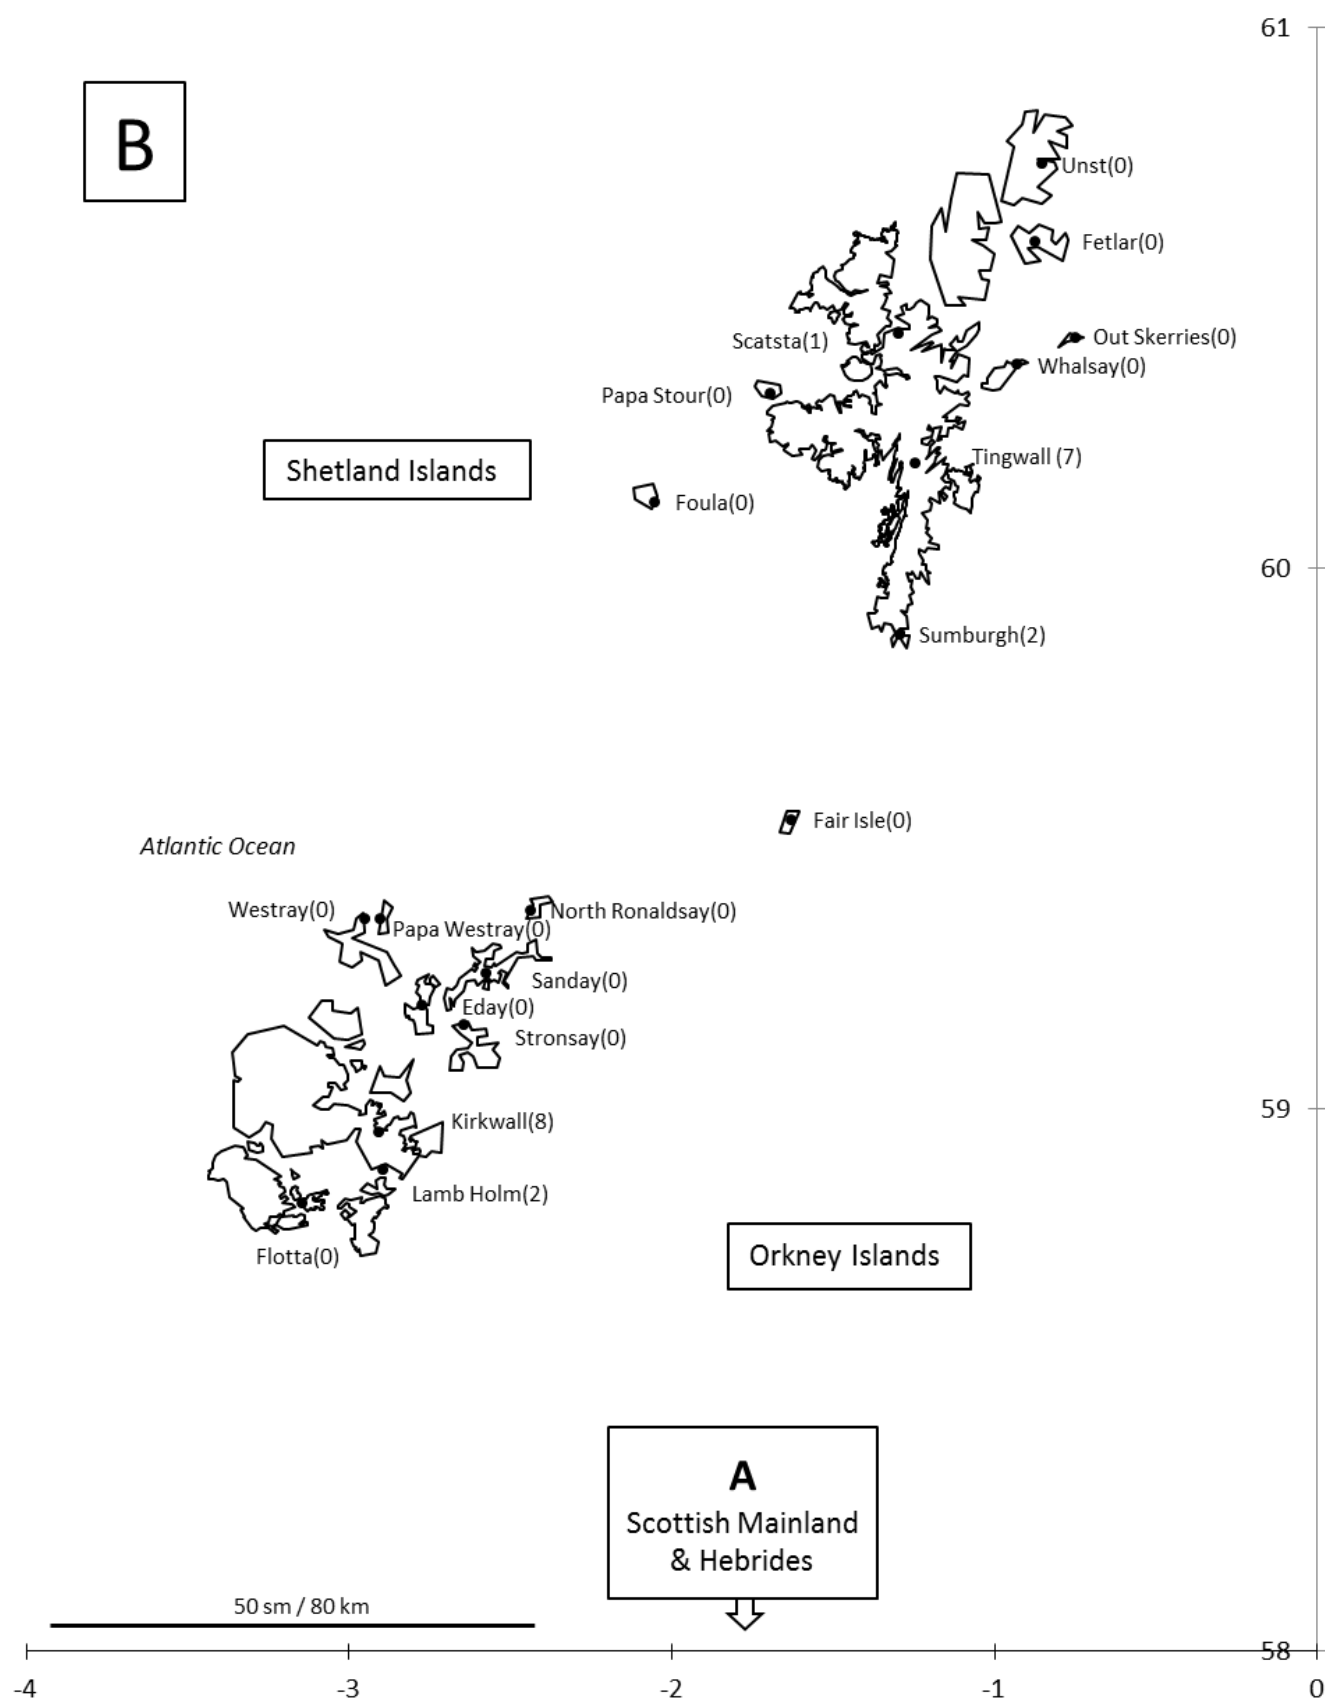 61
B
Unst(0)
Fetlar(0)
Scatsta(1)
Out Skerries(0)
Whalsay(0)
Papa Stour(0)
Tingwall (7)
Shetland Islands
Foula(0)
60
Sumburgh(2)
Fair Isle(0)
Atlantic Ocean
Westray(0)
North Ronaldsay(0)
Papa Westray(0)
Sanday(0)
Eday(0)
Stronsay(0)
59
Kirkwall(8)
Lamb Holm(2)
Flotta(0)
Orkney Islands
A
Scottish Mainland
& Hebrides
50 sm / 80 km
58
-4
-3
-2
-1
0